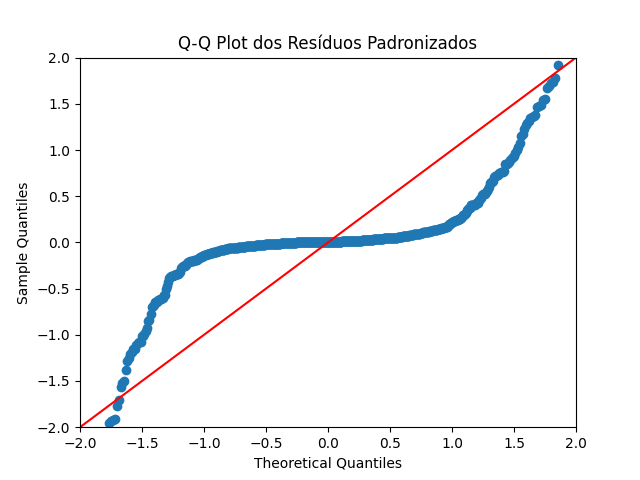 Q-Q Plot dos Resíduos Padronizados
2.0
1.5
1.0
0.5
0.0
−0.5
−1.0
−1.5
−2.0
Sample Quantiles
−2.0 −1.5 −1.0 −0.5 0.0 0.5 1.0 1.5 2.0
Theoretical Quantiles